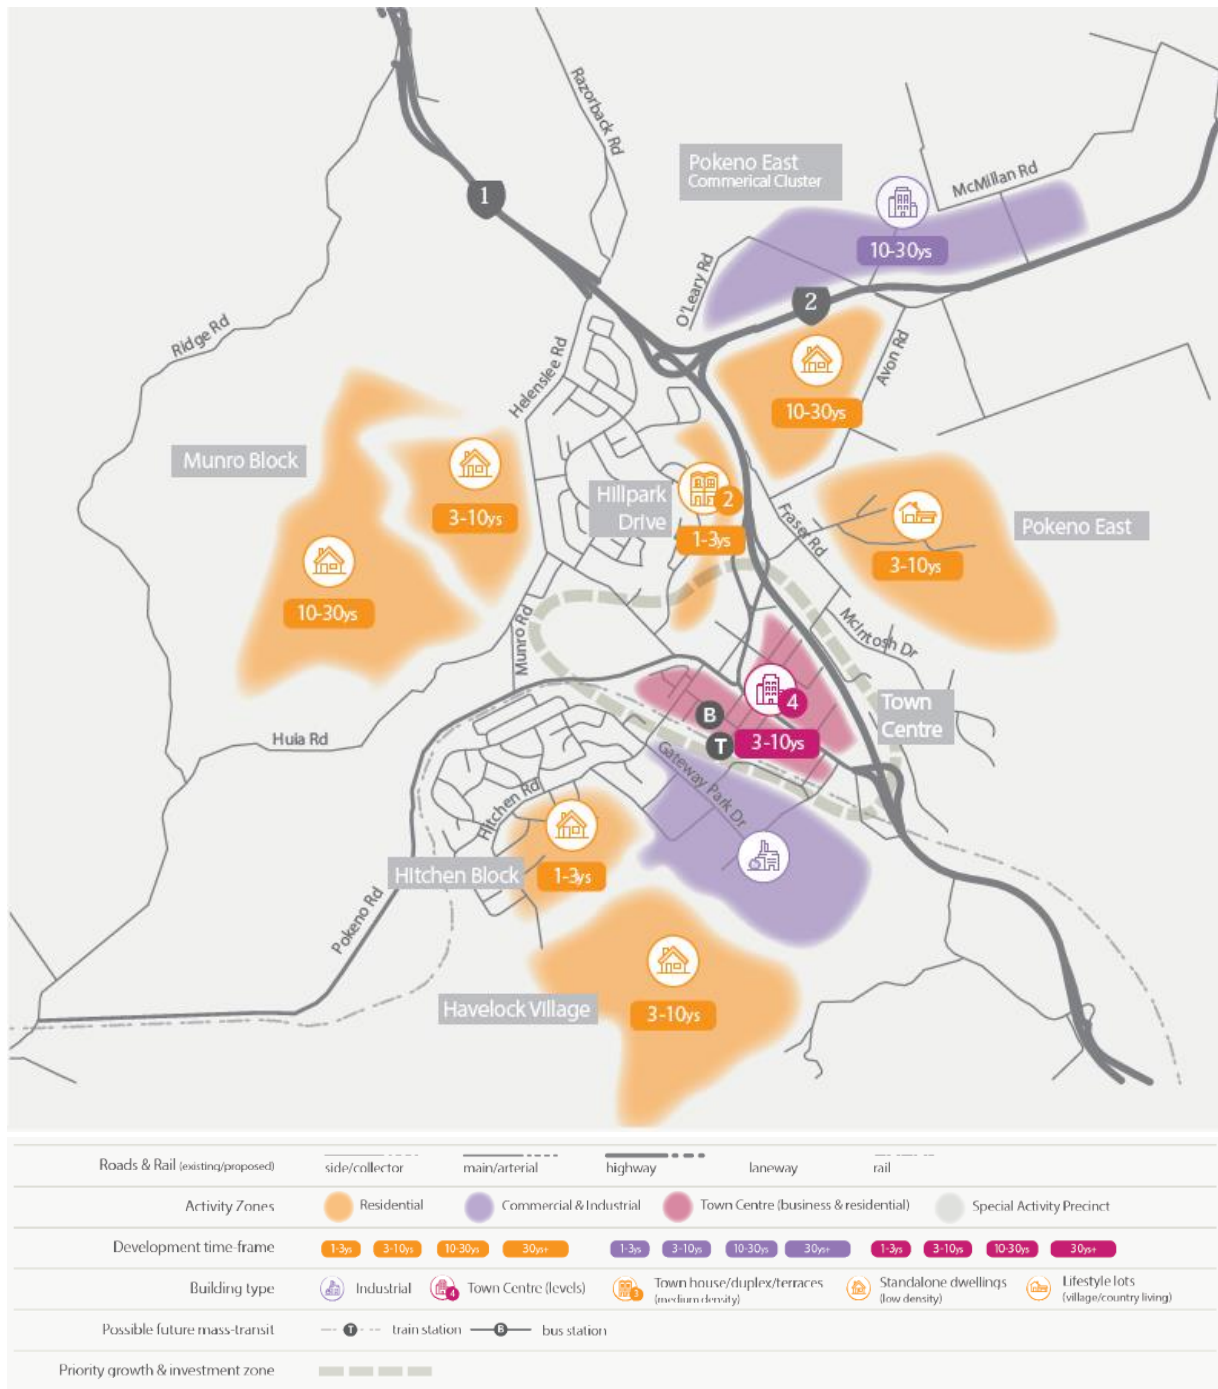 Razorback Rd
1
Pokeno East
Commerical Cluster
McMillan Rd
10-30ys
O'Leary Rd
2
Ridge Rd
Helenslee Rd
Avon Rd
10-30ys
Munro Block
3-10ys
Hillpark
Drive
2
1-3ys
Fraser Rd
Pokeno East
3-10ys
10-30ys
Munro Rd
McIntosh Dr
Town
Centre
4
B
T
3-10ys
Huia Rd
Gateway Park Dr
Hitchen Rd
Hitchen Block
1-3ys
Pokeno Rd
Havelock Village
3-10ys
Roads & Rail (existing/proposed) side/collector main/arterial highway laneway rail
Activity Zones Residential Commercial & Industrial Town Centre (business & residential) Special Activity Precinct
Development time-frame 1-3ys 3-10ys 10-30ys 30ys+ 1-3ys 3-10ys 10-30ys 30ys+ 1-3ys 3-10ys 10-30ys 30ys+
Building type Industrial 4 Town Centre (levels) 3 Town house/duplex/terraces (medium density) Standalone dwellings (low density) Lifestyle lots (village/country living)
Possible future mass-transit T train station B bus station
Priority growth & investment zone